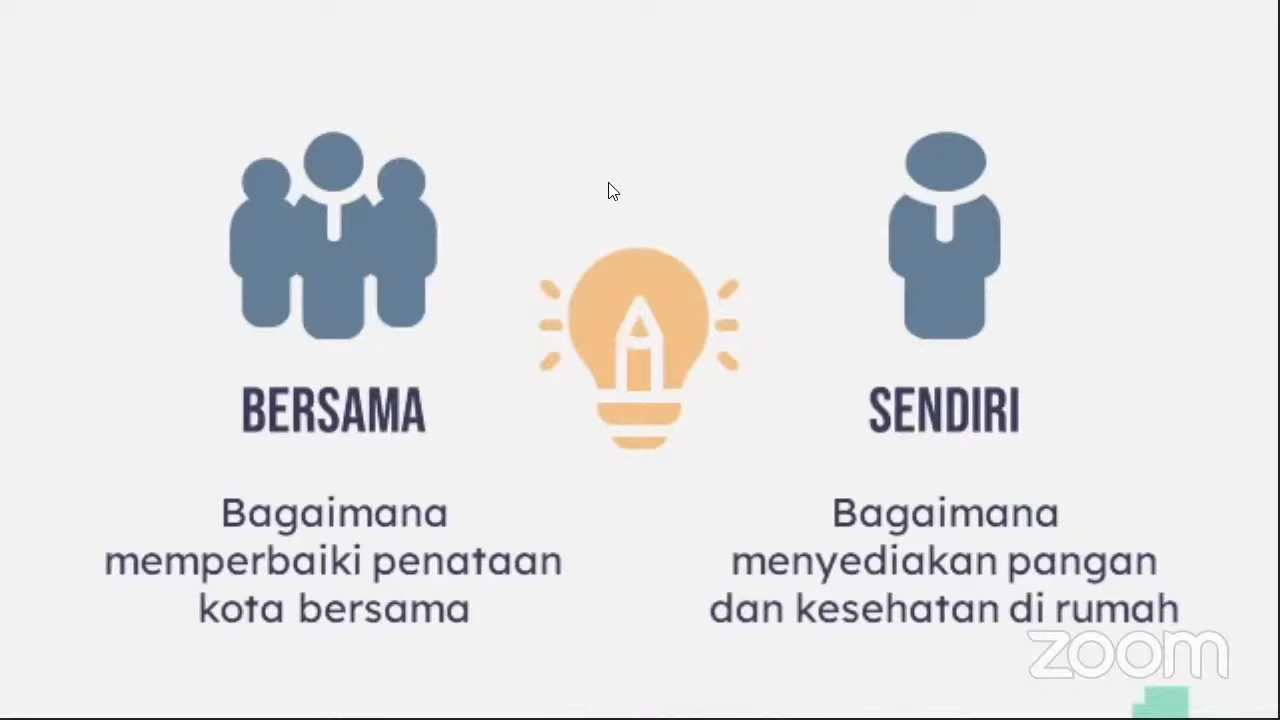 BERSAMA
Bagaimana
memperbaiki penataan
kota bersama
SENDIRI
Bagaimana
menyediakan pangan
dan kesehatan di rumah
zoom